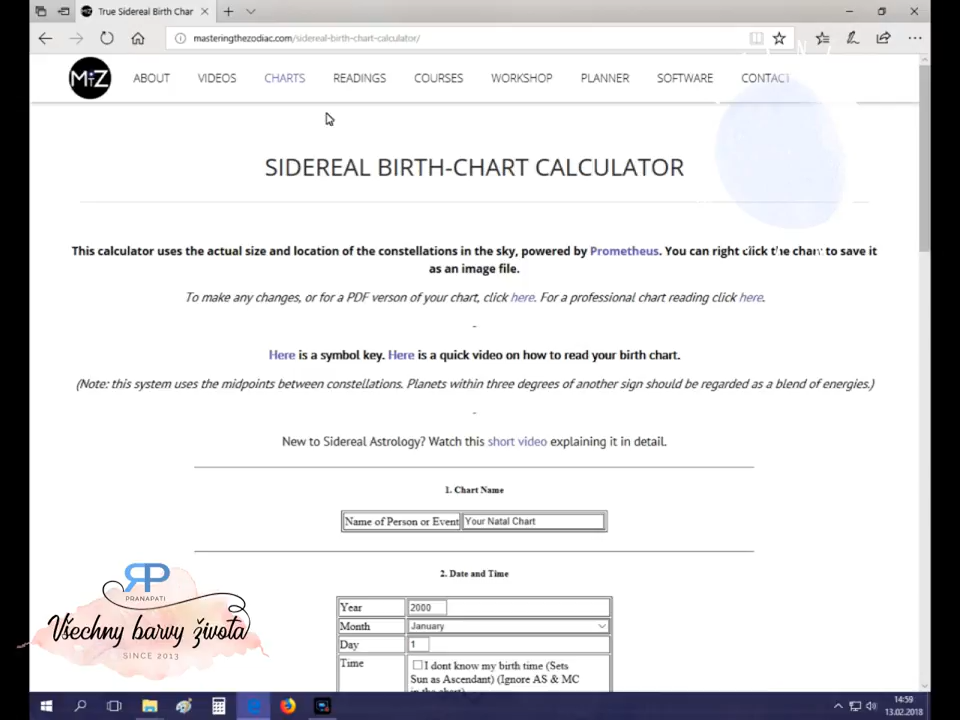 True Sidereal Birth Char
masteringthezodiac.com/sidereal-birth-chart-calculator/
MTZ
ABOUT
VIDEOS
CHARTS
READINGS
COURSES
WORKSHOP
PLANNER
SOFTWARE
CONTACT
SIDEREAL BIRTH-CHART CALCULATOR
This calculator uses the actual size and location of the constellations in the sky, powered by Prometheus. You can right click the chart to save it
as an image file.
To make any changes, or for a PDF verson of your chart, click here. For a professional chart reading click here.
-
Here is a symbol key. Here is a quick video on how to read your birth chart.
(Note: this system uses the midpoints between constellations. Planets within three degrees of another sign should be regarded as a blend of energies.)
-
New to Sidereal Astrology? Watch this short video explaining it in detail.
1. Chart Name
Name of Person or Event Your Natal Chart
2. Date and Time
Year 2000
Month January
Day 1
Time I dont know my birth time (Sets
Sun as Ascendant) (Ignore AS & MC
in the chart)
RP
PRANAPATI
Všechny barvy života
SINCE 2013
14:59
13.02.2018